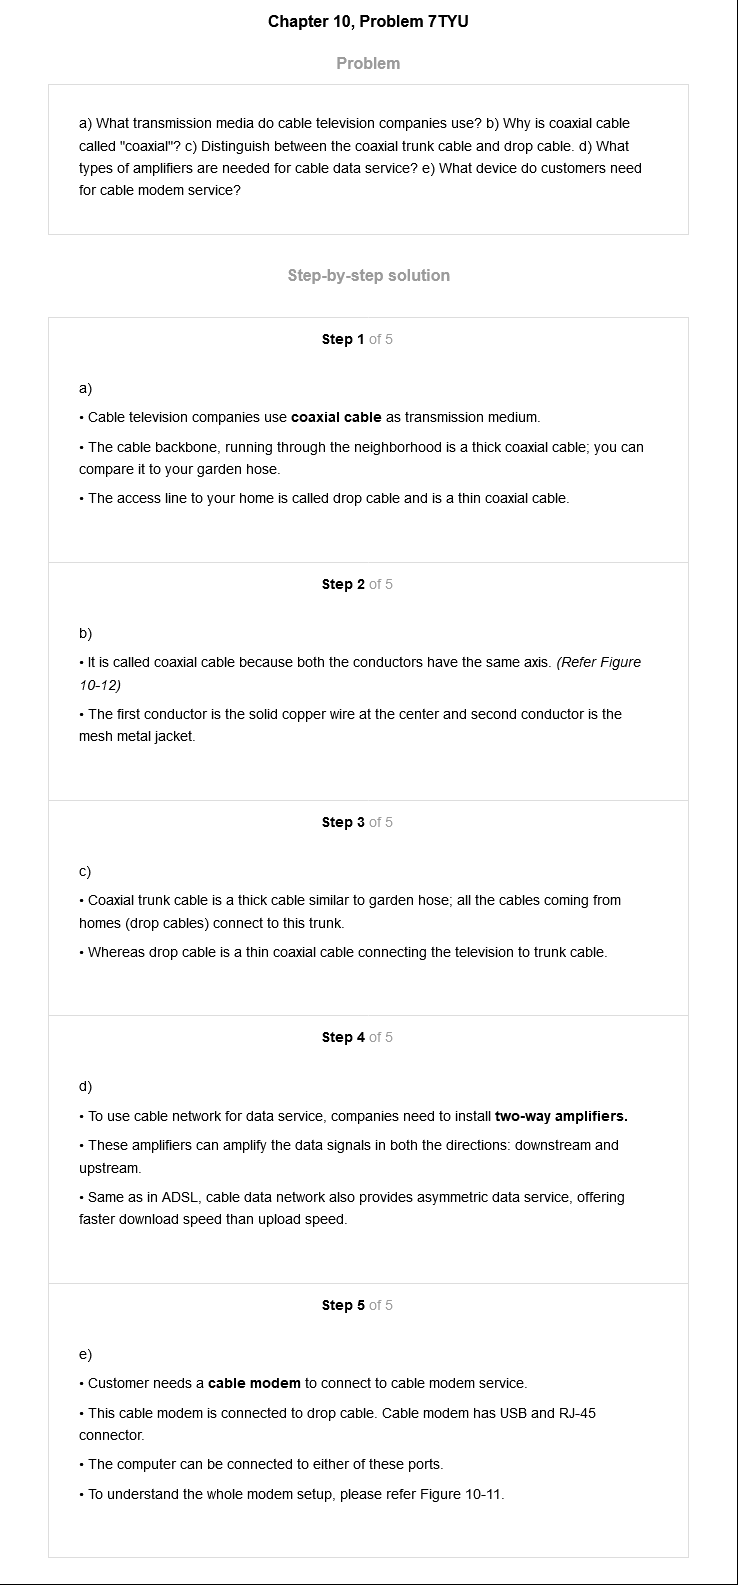 Chapter 10, Problem 7TYU
Problem
a) What transmission media do cable television companies use? b) Why is coaxial cable
called "coaxial"? c) Distinguish between the coaxial trunk cable and drop cable. d) What
types of amplifiers are needed for cable data service? e) What device do customers need
for cable modem service?
Step-by-step solution
Step 1 of 5
a)
• Cable television companies use coaxial cable as transmission medium.
• The cable backbone, running through the neighborhood is a thick coaxial cable; you can
compare it to your garden hose.
• The access line to your home is called drop cable and is a thin coaxial cable.
Step 2 of 5
b)
• It is called coaxial cable because both the conductors have the same axis. (Refer Figure
10-12)
• The first conductor is the solid copper wire at the center and second conductor is the
mesh metal jacket.
Step 3 of 5
c)
• Coaxial trunk cable is a thick cable similar to garden hose; all the cables coming from
homes (drop cables) connect to this trunk.
• Whereas drop cable is a thin coaxial cable connecting the television to trunk cable.
Step 4 of 5
d)
• To use cable network for data service, companies need to install two-way amplifiers.
• These amplifiers can amplify the data signals in both the directions: downstream and
upstream.
• Same as in ADSL, cable data network also provides asymmetric data service, offering
faster download speed than upload speed.
Step 5 of 5
e)
• Customer needs a cable modem to connect to cable modem service.
• This cable modem is connected to drop cable. Cable modem has USB and RJ-45
connector.
• The computer can be connected to either of these ports.
• To understand the whole modem setup, please refer Figure 10-11.